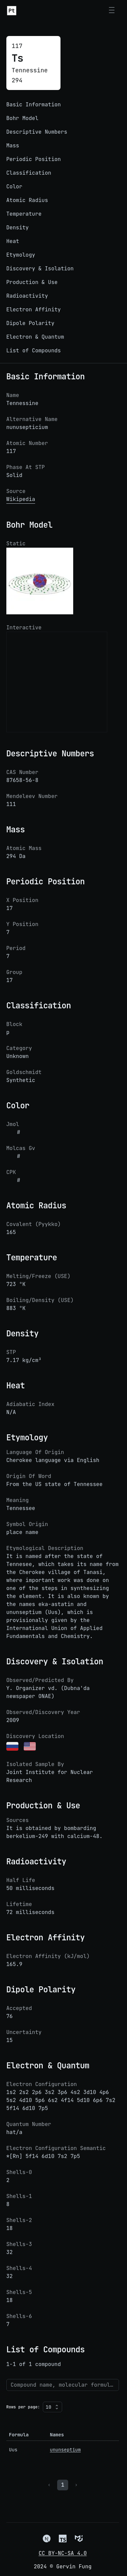 Pt
117
Ts
Tennessine
294
Basic Information
Bohr Model
Descriptive Numbers
Mass
Periodic Position
Classification
Color
Atomic Radius
Temperature
Density
Heat
Etymology
Discovery & Isolation
Production & Use
Radioactivity
Electron Affinity
Dipole Polarity
Electron & Quantum
List of Compounds
Basic Information
Name
Tennessine
Alternative Name
nunusepticium
Atomic Number
117
Phase At STP
Solid
Source
Wikipedia
Bohr Model
Static
Interactive
Descriptive Numbers
CAS Number
87658-56-8
Mendeleev Number
111
Mass
Atomic Mass
294 Da
Periodic Position
X Position
17
Y Position
7
Period
7
Group
17
Classification
Block
p
Category
Unknown
Goldschmidt
Synthetic
Color
Jmol
#
Molcas Gv
#
CPK
#
Atomic Radius
Covalent (Pyykko)
165
Temperature
Melting/Freeze (USE)
723 °K
Boiling/Density (USE)
883 °K
Density
STP
7.17 kg/cm³
Heat
Adiabatic Index
N/A
Etymology
Language Of Origin
Cherokee language via English
Origin Of Word
From the US state of Tennessee
Meaning
Tennessee
Symbol Origin
place name
Etymological Description
It is named after the state of
Tennessee, which takes its name from
the Cherokee village of Tanasi,
where important work was done on
one of the steps in synthesizing
the element. It is also known by
the names eka-astatin and
ununseptium (Uus), which is
provisionally given by the
International Union of Applied
Fundamentals and Chemistry.
Discovery & Isolation
Observed/Predicted By
Y. Organizer vd. (Dubna'da
newspaper DNAE)
Observed/Discovery Year
2009
Discovery Location
Isolated Sample By
Joint Institute for Nuclear
Research
Production & Use
Sources
It is obtained by bombarding
berkelium-249 with calcium-48.
Radioactivity
Half Life
50 milliseconds
Lifetime
72 milliseconds
Electron Affinity
Electron Affinity (kJ/mol)
165.9
Dipole Polarity
Accepted
76
Uncertainty
15
Electron & Quantum
Electron Configuration
1s2 2s2 2p6 3s2 3p6 4s2 3d10 4p6
5s2 4d10 5p6 6s2 4f14 5d10 6p6 7s2
5f14 6d10 7p5
Quantum Number
hat/a
Electron Configuration Semantic
*[Rn] 5f14 6d10 7s2 7p5
Shells-0
2
Shells-1
8
Shells-2
18
Shells-3
32
Shells-4
32
Shells-5
18
Shells-6
7
List of Compounds
1-1 of 1 compound
Compound name, molecular formul…
Rows per page: 10
Formula Names
Uus ununseptium
1
CC BY-NC-SA 4.0
2024 © Gervin Fung